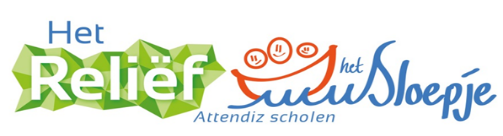 Het
Reliëf
het Sloepje
Attendiz scholen